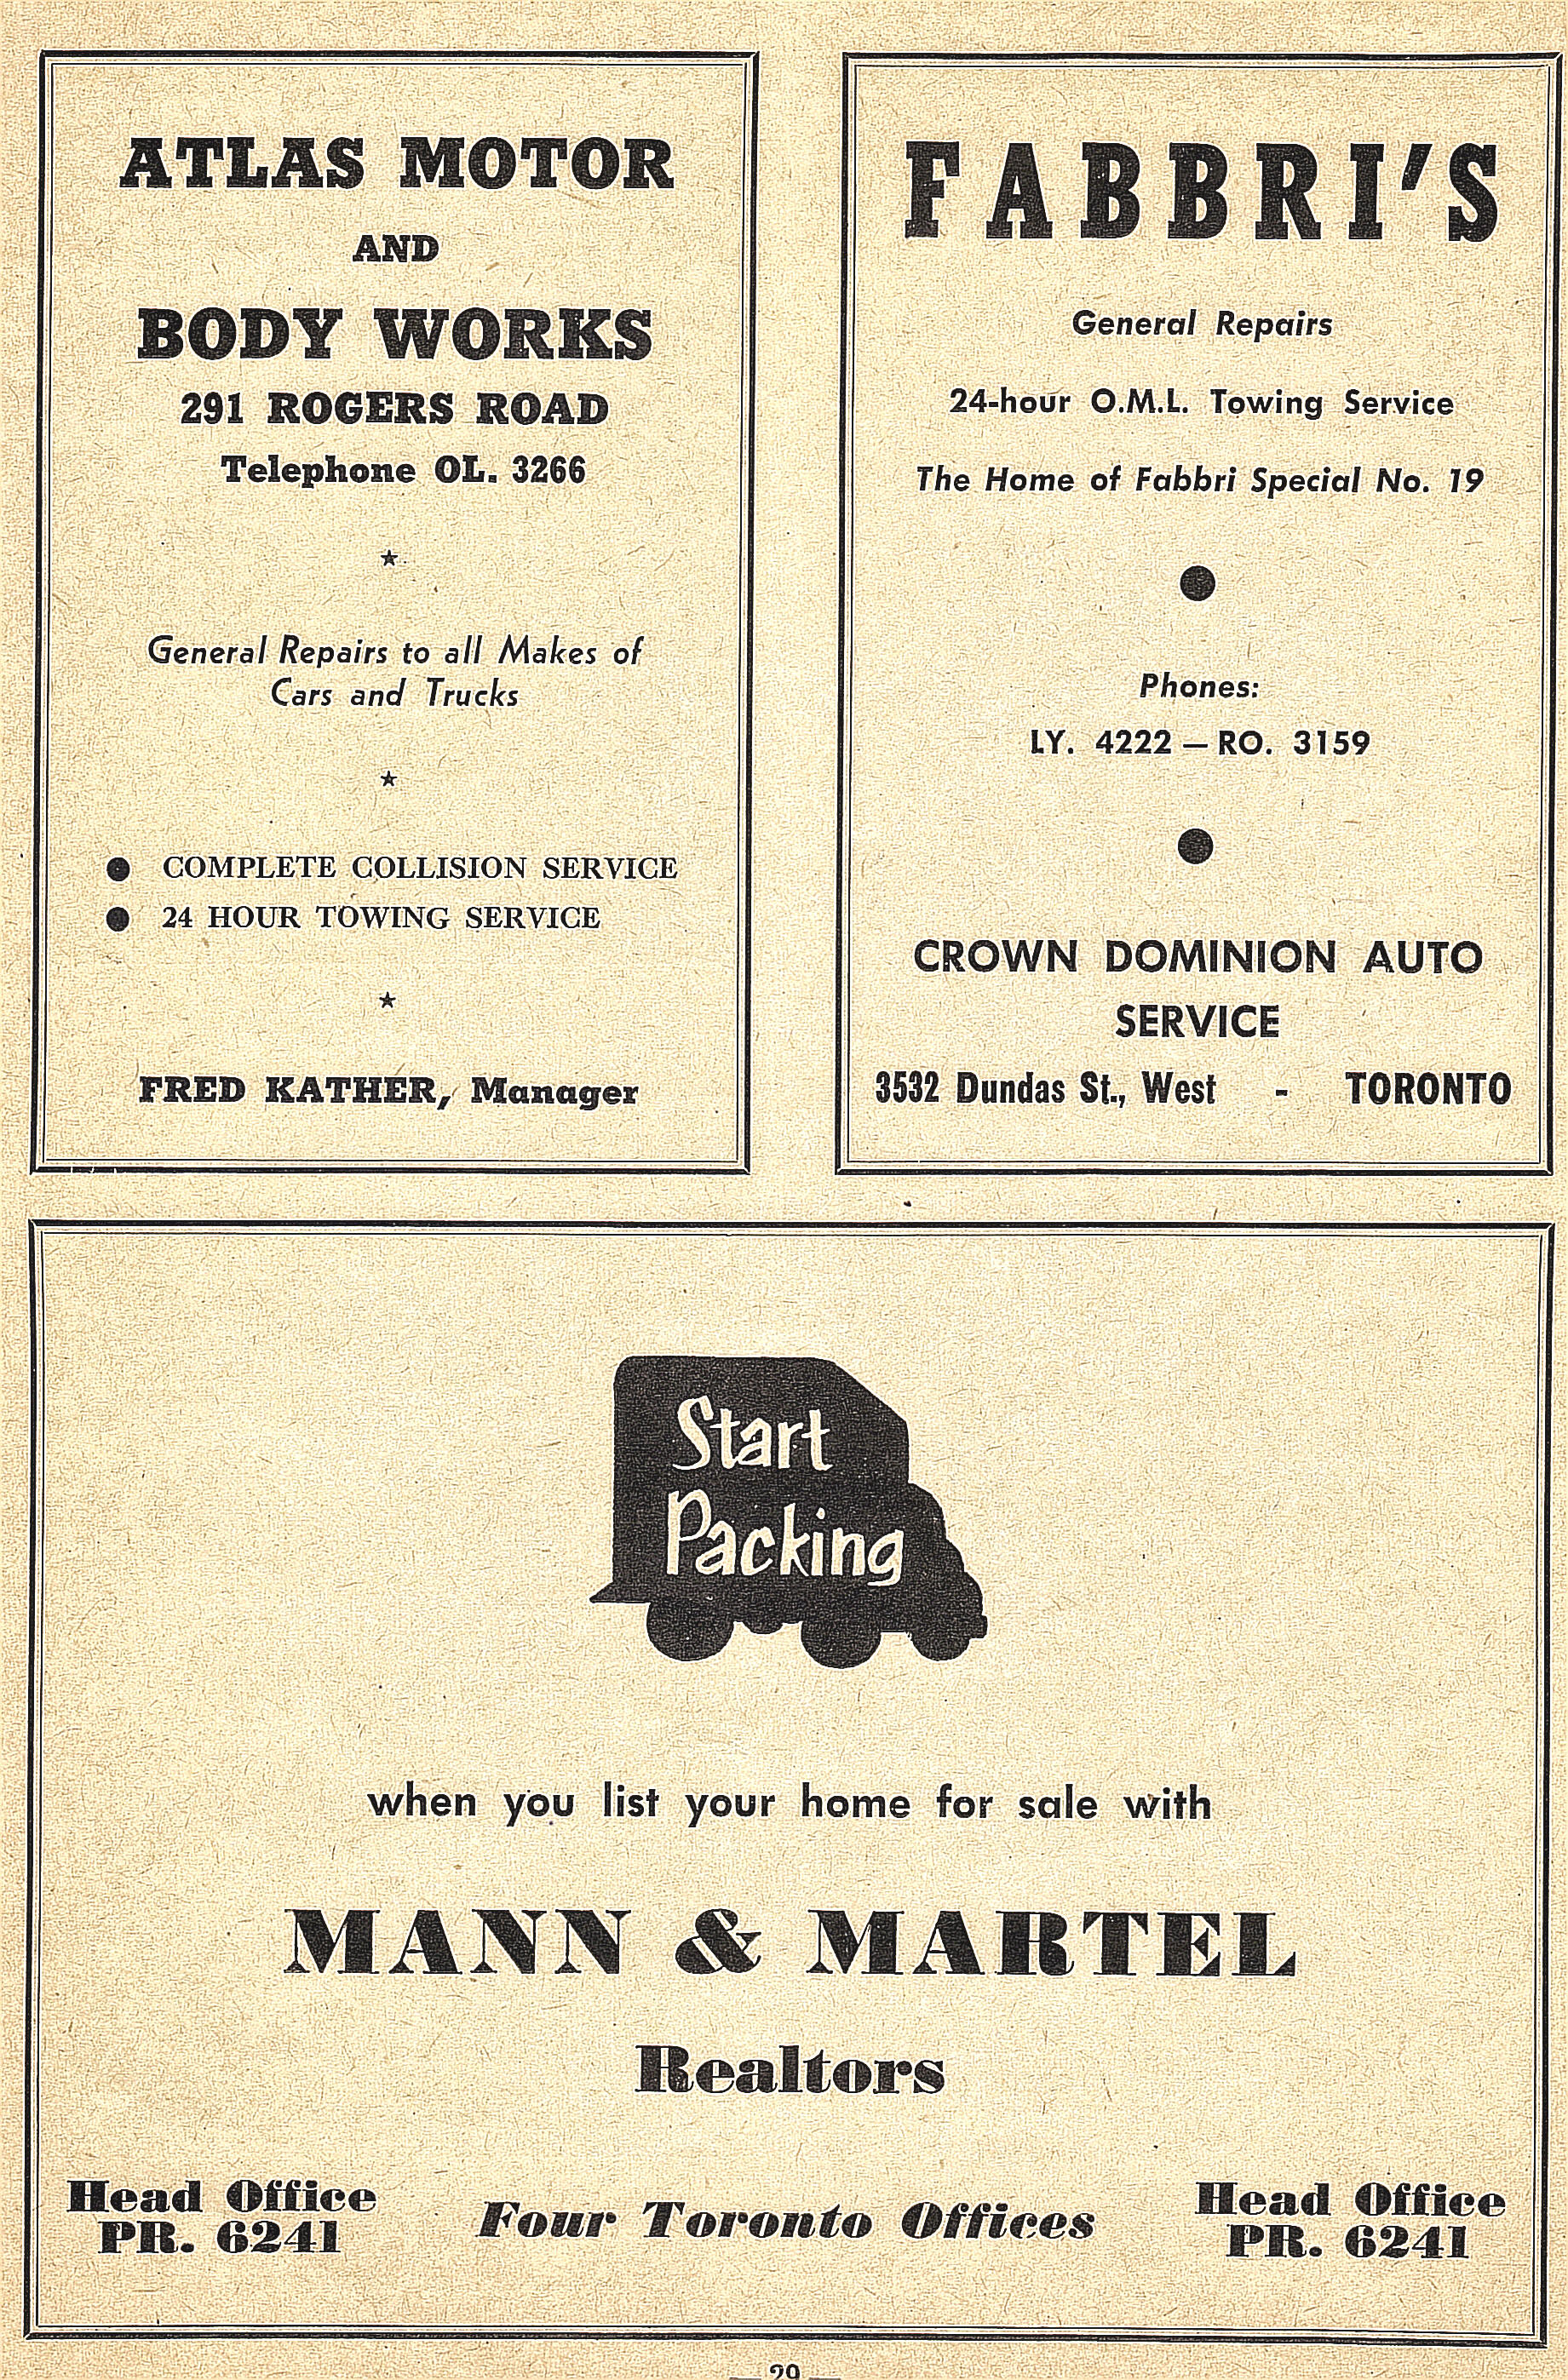 ATLAS MOTOR
AND
BODY WORKS
291 ROGERS ROAD
Telephone OL. 3266
General Repairs to all Makes of
Cars and Trucks
● COMPLETE COLLISION SERVICE
● 24 HOUR TOWING SERVICE
FRED KATHER, Manager
FABBRI'S
General Repairs
24-hour O.M.L. Towing Service
The Home of Fabbri Special No. 19
Phones:
LY. 4222 — RO. 3159
CROWN DOMINION AUTO
SERVICE
3532 Dundas St., West - TORONTO
Start
Packing
when you list your home for sale with
MANN & MARTEL
Realtors
Head Office
PR. 6241
Four Toronto Offices
Head Office
PR. 6241
— 29 —